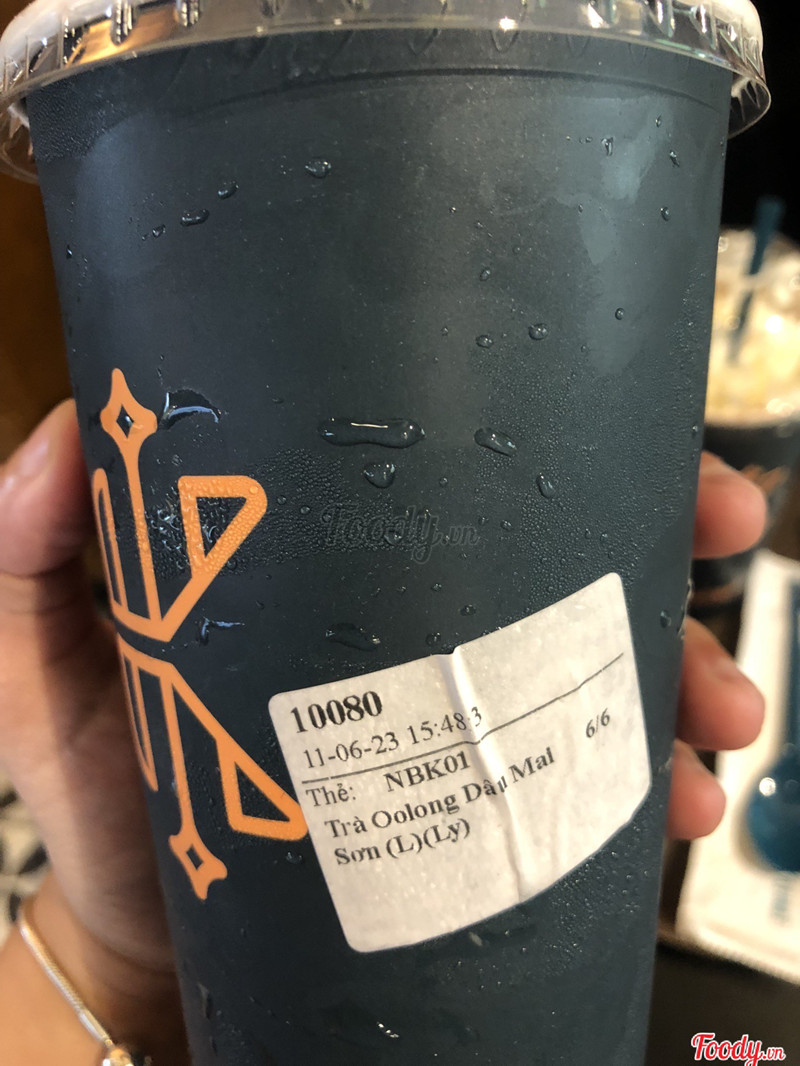 Foody.vn
10080
11-06-23 15:48:3
Thẻ: NBK01 6/6
Trà Oolong Dâu Mai
Sơn (L)(Ly)
Foody.vn